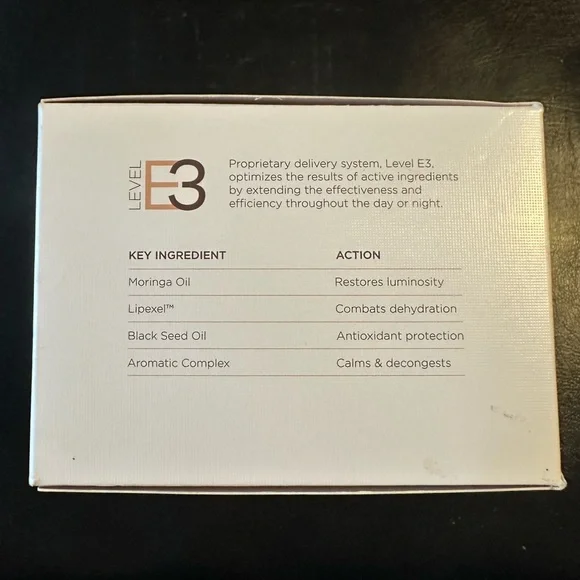 LEVEL E3
Proprietary delivery system, Level E3,
optimizes the results of active ingredients
by extending the effectiveness and
efficiency throughout the day or night.
KEY INGREDIENT ACTION
Moringa Oil Restores luminosity
Lipexel™ Combats dehydration
Black Seed Oil Antioxidant protection
Aromatic Complex Calms & decongests